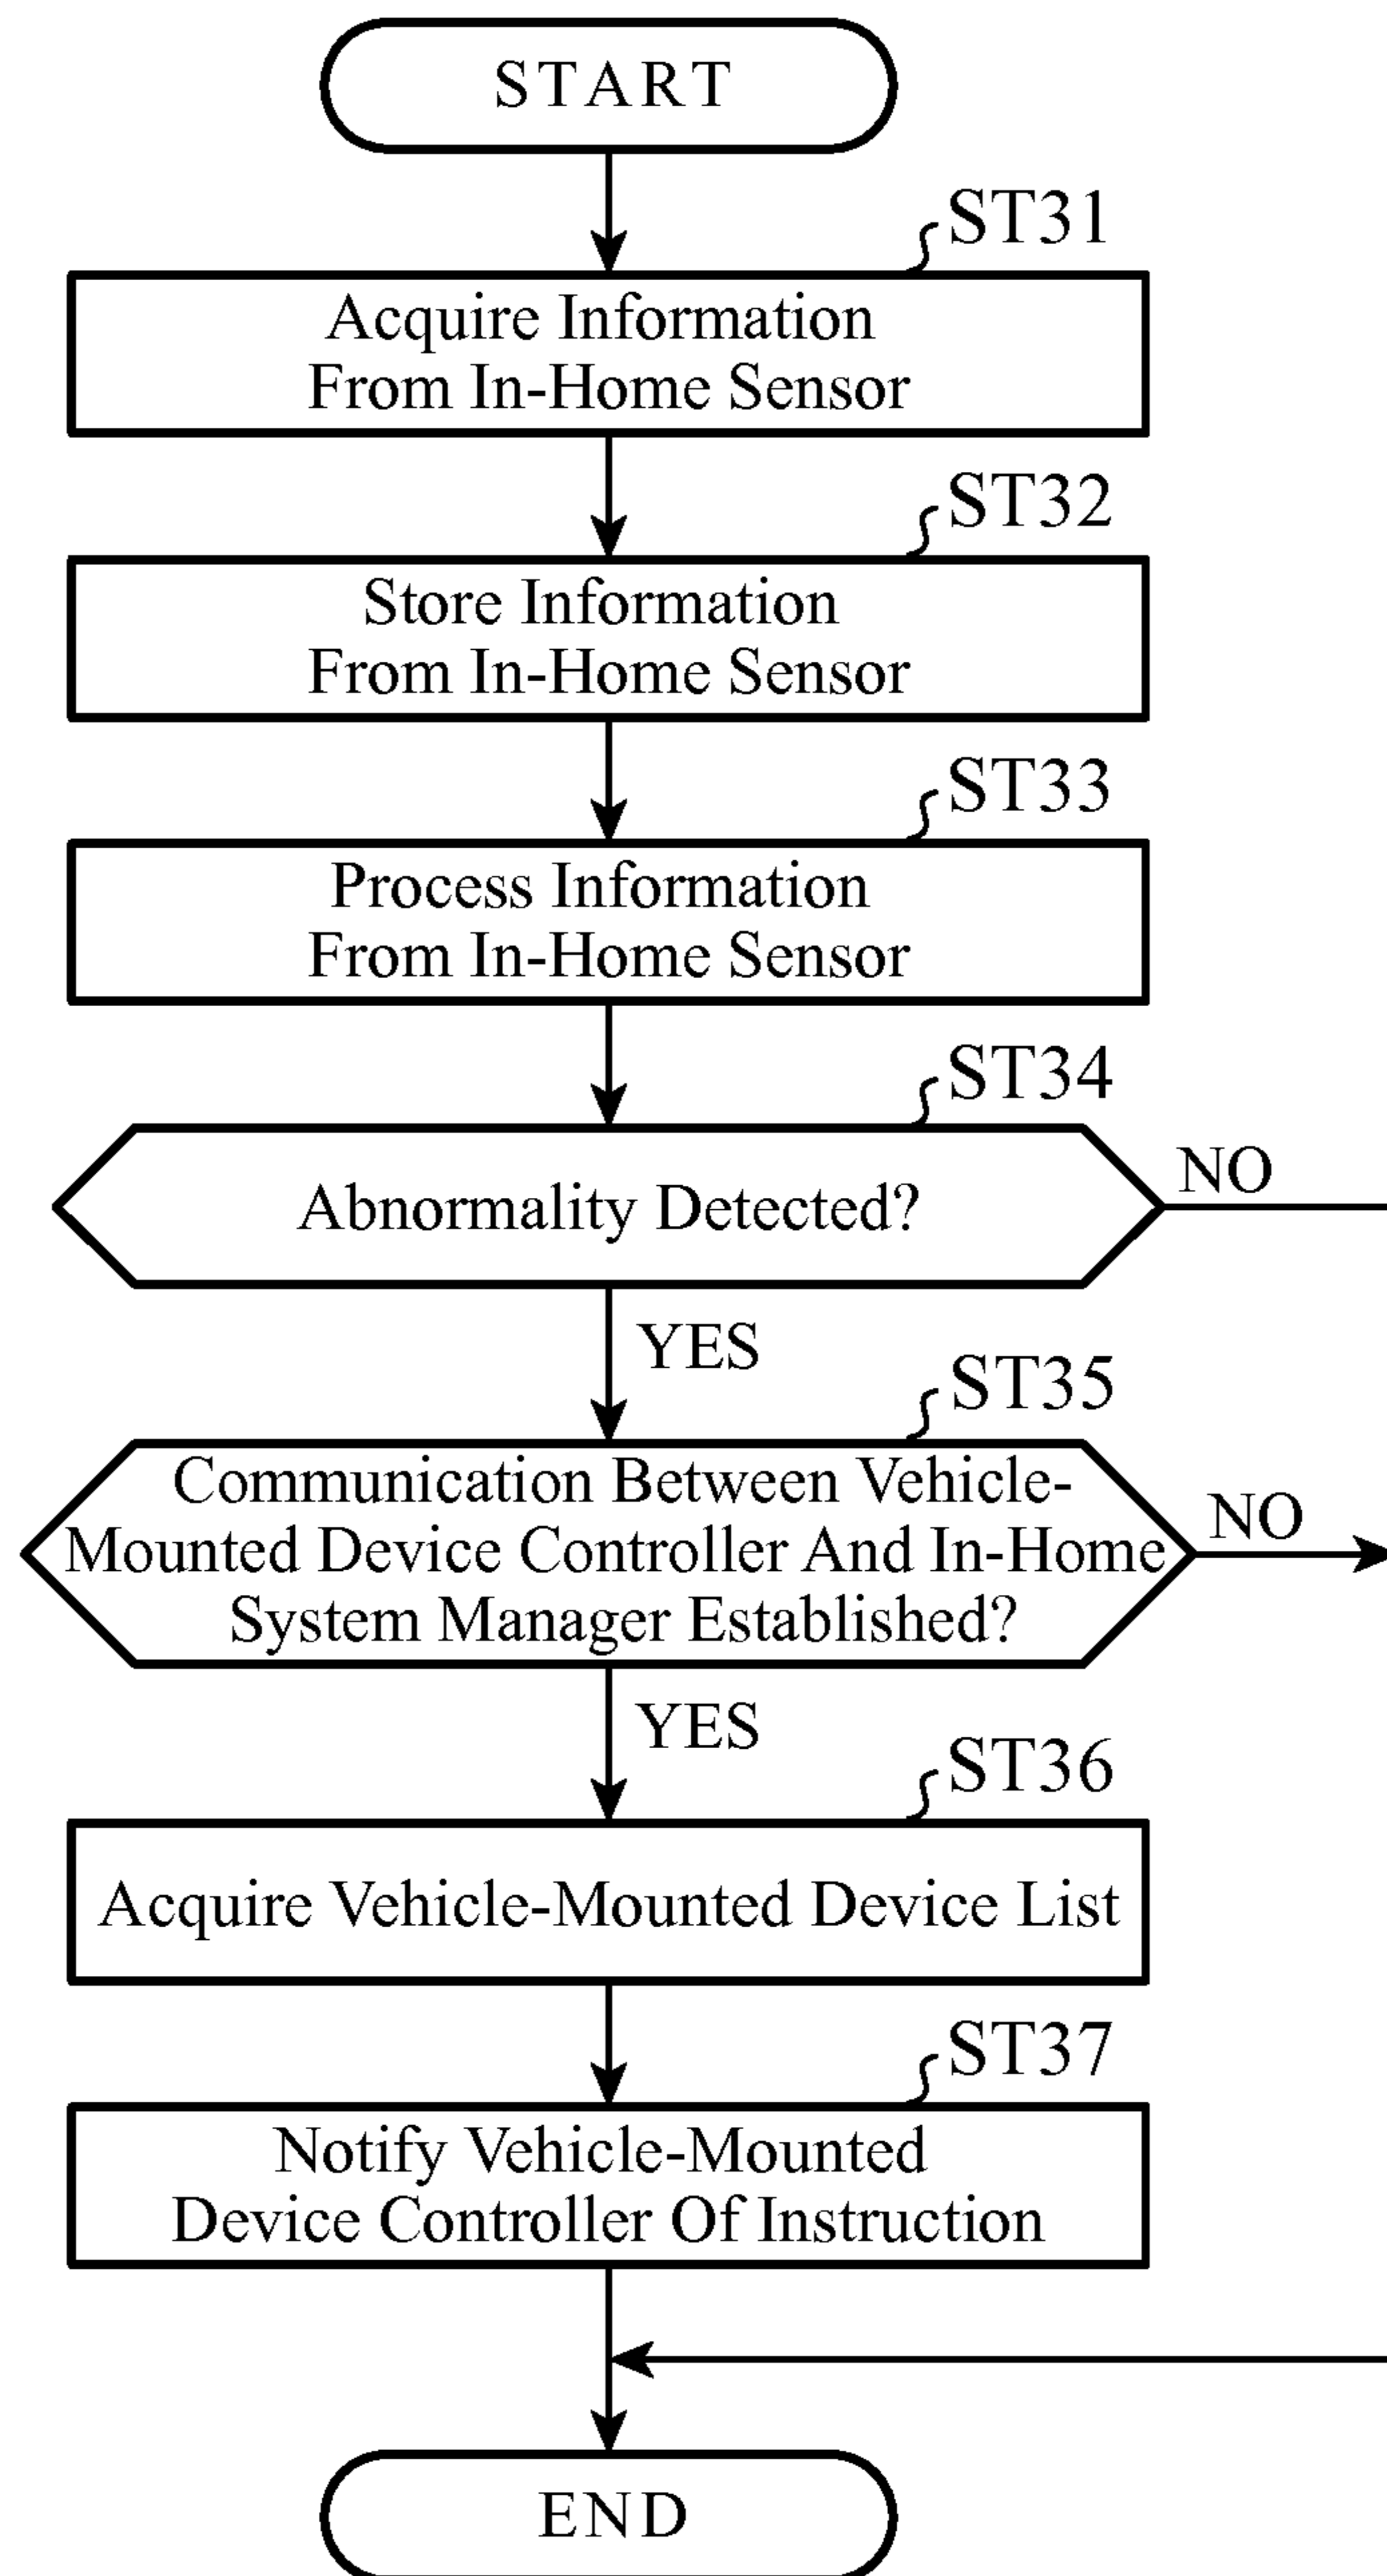 START
ST31
Acquire Information
From In-Home Sensor
ST32
Store Information
From In-Home Sensor
ST33
Process Information
From In-Home Sensor
ST34
Abnormality Detected?
NO
YES
ST35
Communication Between Vehicle-
Mounted Device Controller And In-Home
System Manager Established?
NO
YES
ST36
Acquire Vehicle-Mounted Device List
ST37
Notify Vehicle-Mounted
Device Controller Of Instruction
END